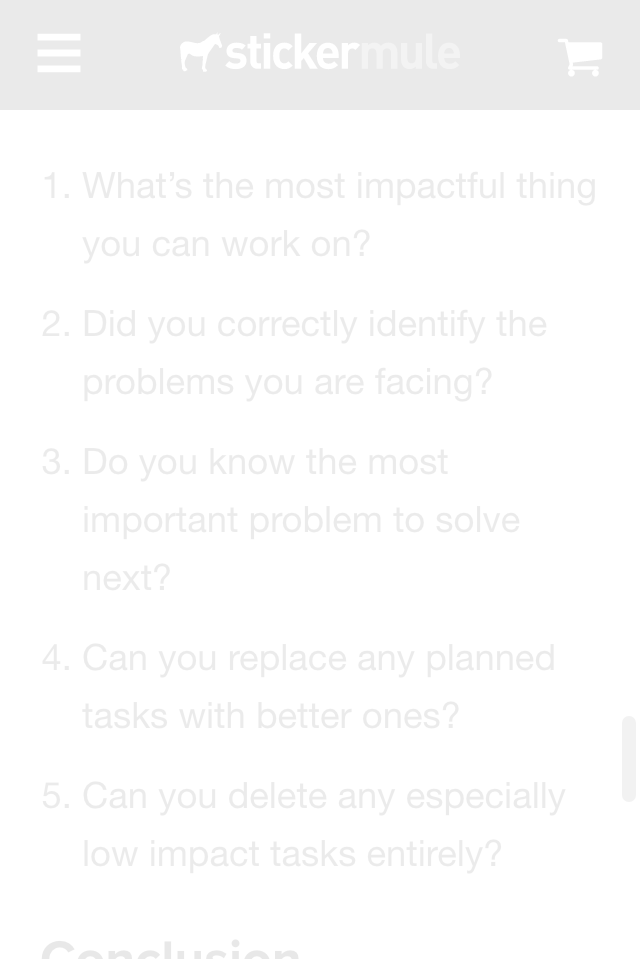 stickermule
1. What’s the most impactful thing
you can work on?
2. Did you correctly identify the
problems you are facing?
3. Do you know the most
important problem to solve
next?
4. Can you replace any planned
tasks with better ones?
5. Can you delete any especially
low impact tasks entirely?
Conclusion